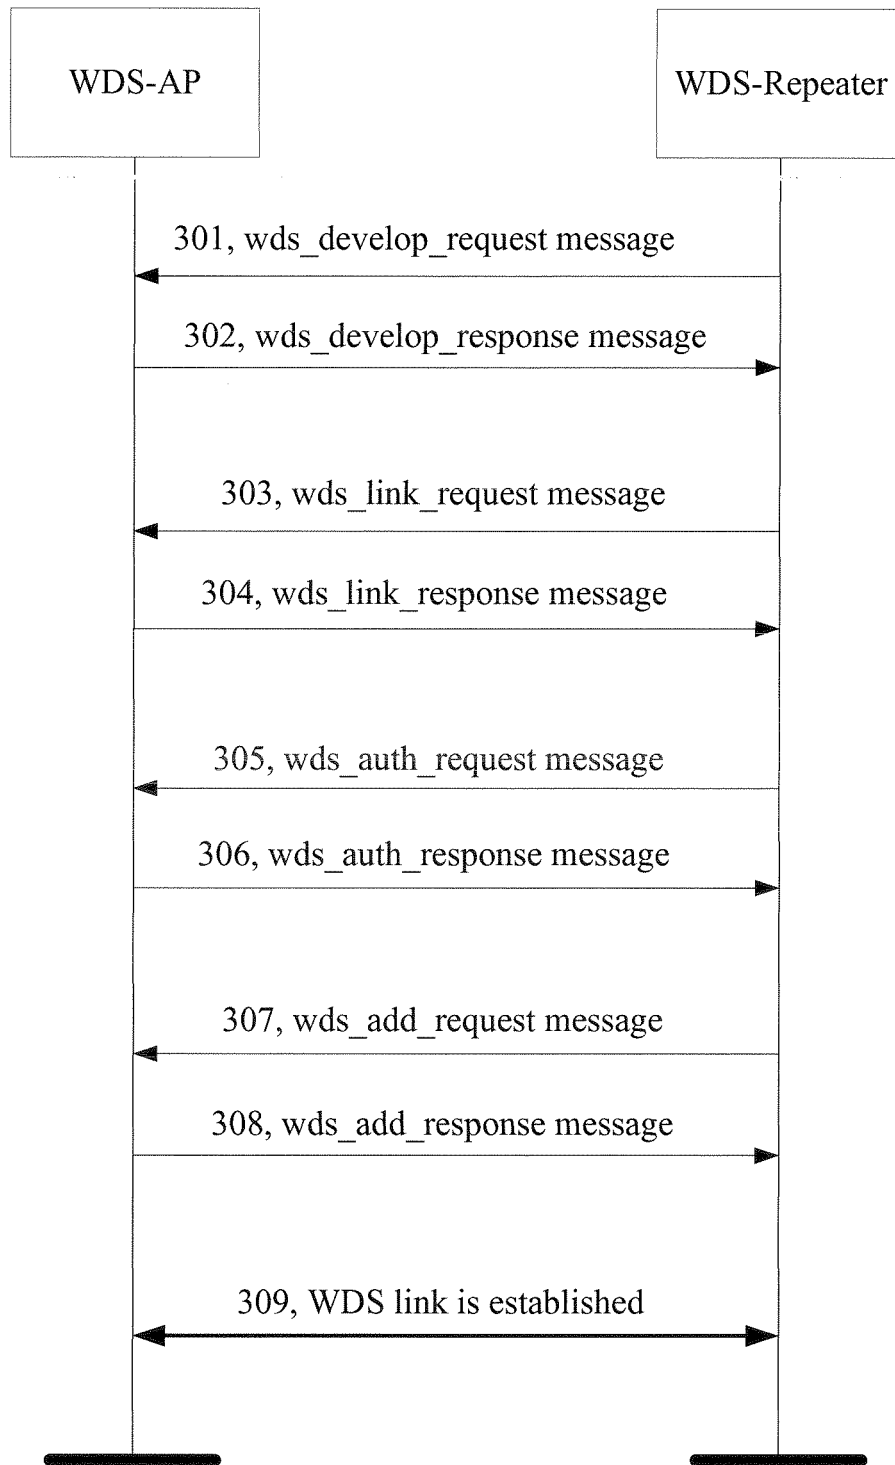 WDS-AP
WDS-Repeater
301, wds_develop_request message
302, wds_develop_response message
303, wds_link_request message
304, wds_link_response message
305, wds_auth_request message
306, wds_auth_response message
307, wds_add_request message
308, wds_add_response message
309, WDS link is established